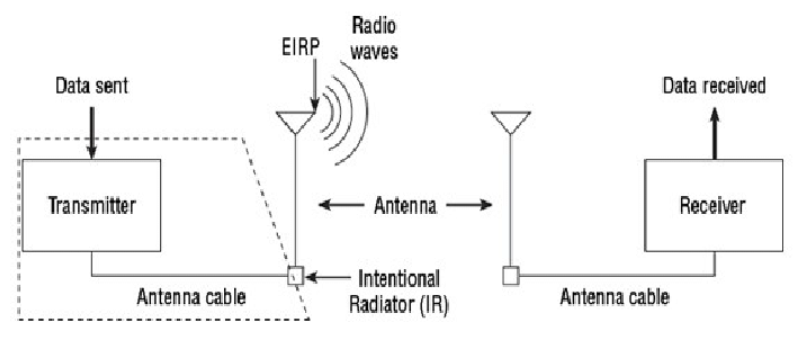 Radio
waves
EIRP
Data sent
Data received
Transmitter
Antenna
Receiver
Intentional
Radiator (IR)
Antenna cable
Antenna cable